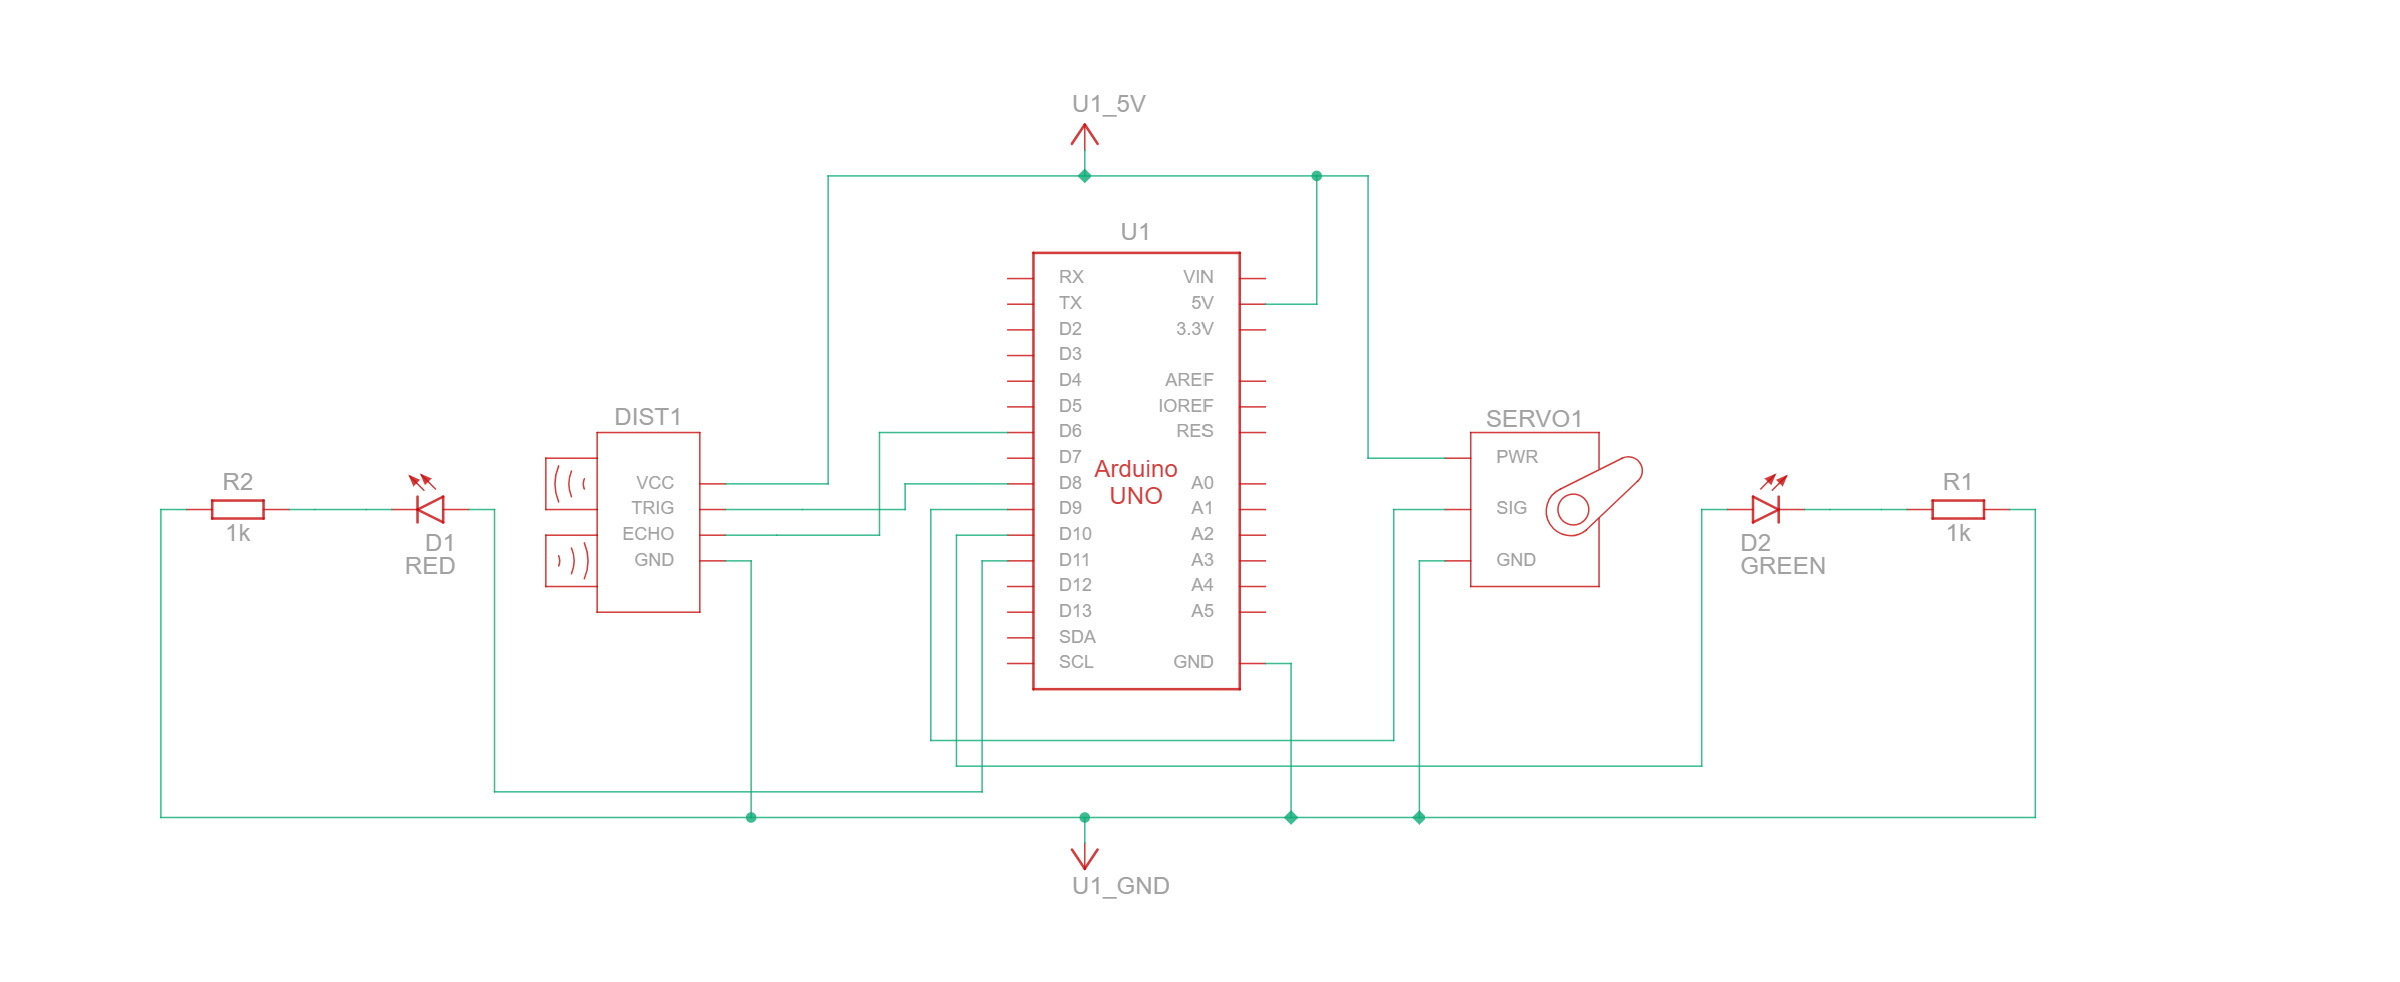 U1_5V
U1
RX
TX
D2
D3
D4
D5
D6
D7
D8
D9
D10
D11
D12
D13
SDA
SCL
VIN
5V
3.3V
AREF
IOREF
RES
A0
A1
A2
A3
A4
A5
GND
Arduino
UNO
DIST1
VCC
TRIG
ECHO
GND
R2
1k
D1
RED
SERVO1
PWR
SIG
GND
D2
GREEN
R1
1k
U1_GND